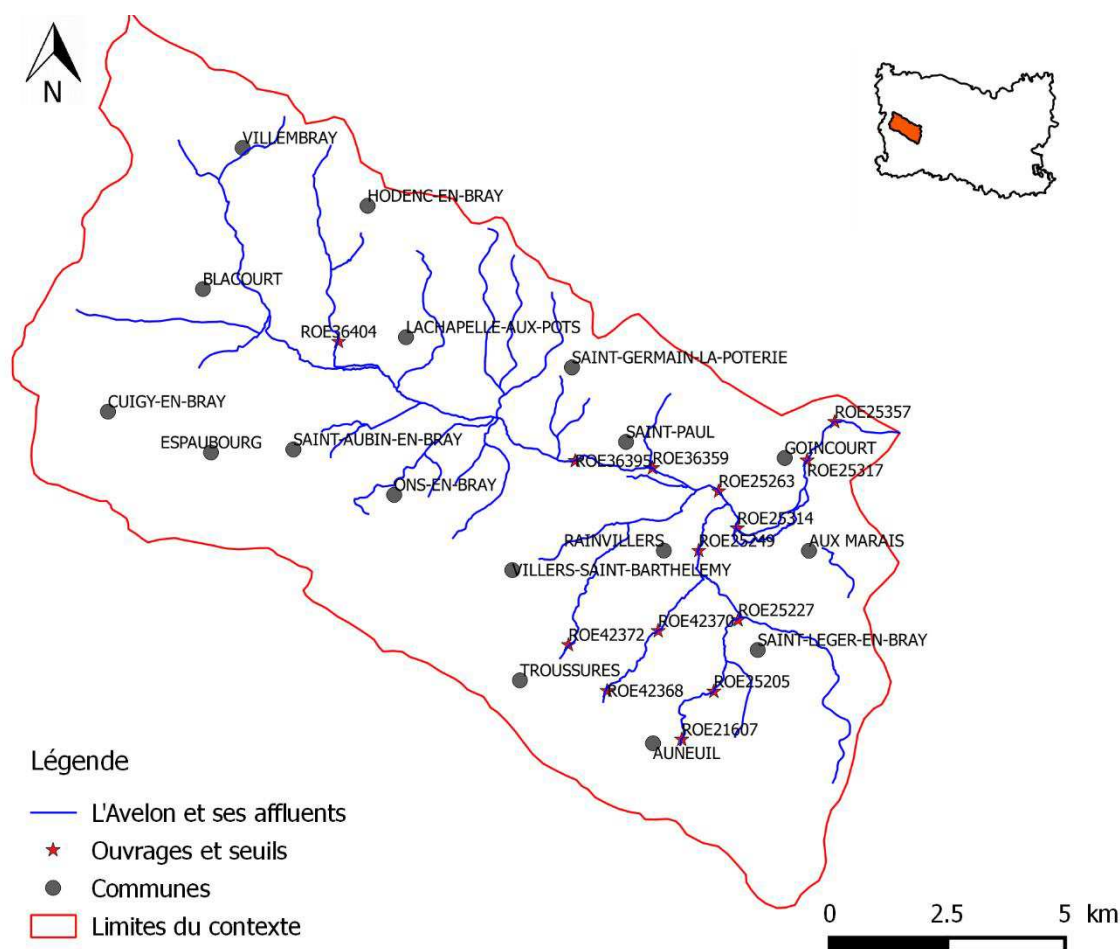 N
VILLEMBRAY
HODENC-EN-BRAY
BLACOURT
ROE36404
LACHAPELLE-AUX-POTS
SAINT-GERMAIN-LA-POTERIE
CUIGY-EN-BRAY
ROE25357
ESPAUBOURG
SAINT-AUBIN-EN-BRAY
SAINT-PAUL
GOINCOURT
ROE36395
ROE36359
ROE25317
ONS-EN-BRAY
ROE25263
ROE25314
RAINVILLERS
ROE25249
AUX MARAIS
VILLERS-SAINT-BARTHELEMY
ROE25227
ROE42372
ROE42370
SAINT-LEGER-EN-BRAY
TROUSSURES
ROE42368
ROE25205
ROE21607
AUNEUIL
Légende
L'Avelon et ses affluents
Ouvrages et seuils
Communes
Limites du contexte
0 2.5 5 km